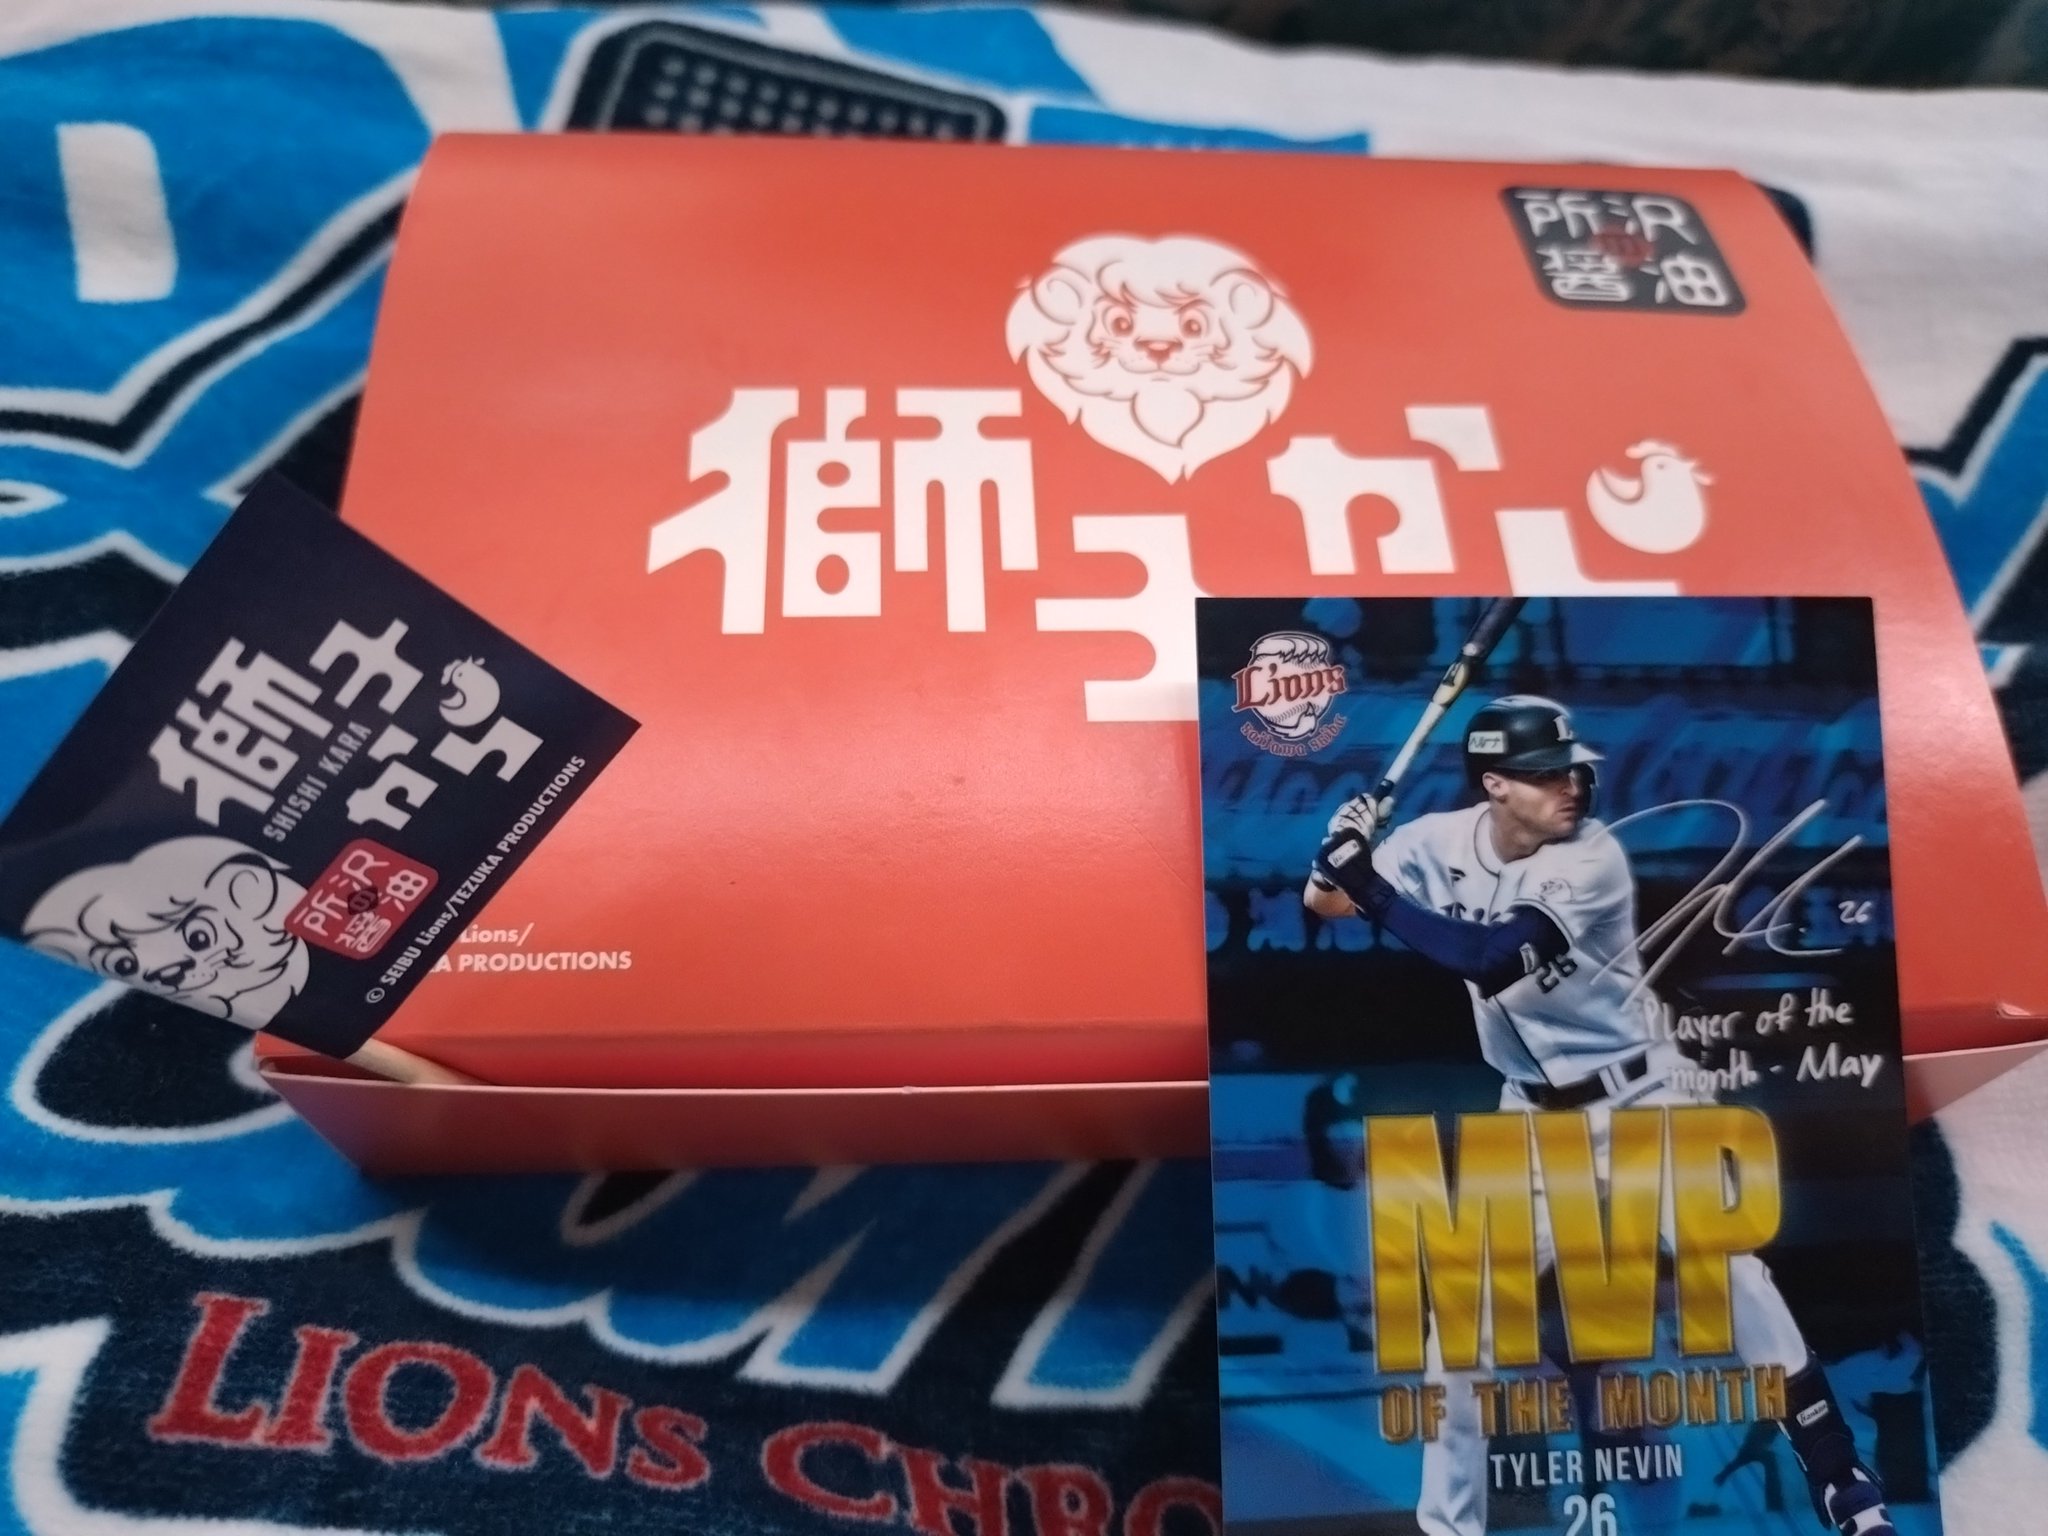 所沢
醤油
獅子から
獅子
から
SHISHI KARA
所沢
醤油
© SEIBU Lions/TEZUKA PRODUCTIONS
Lions/
PRODUCTIONS
Lions
26
26
Player of the
month - May
MVP
OF THE MONTH
TYLER NEVIN
26
LIONS CHRO